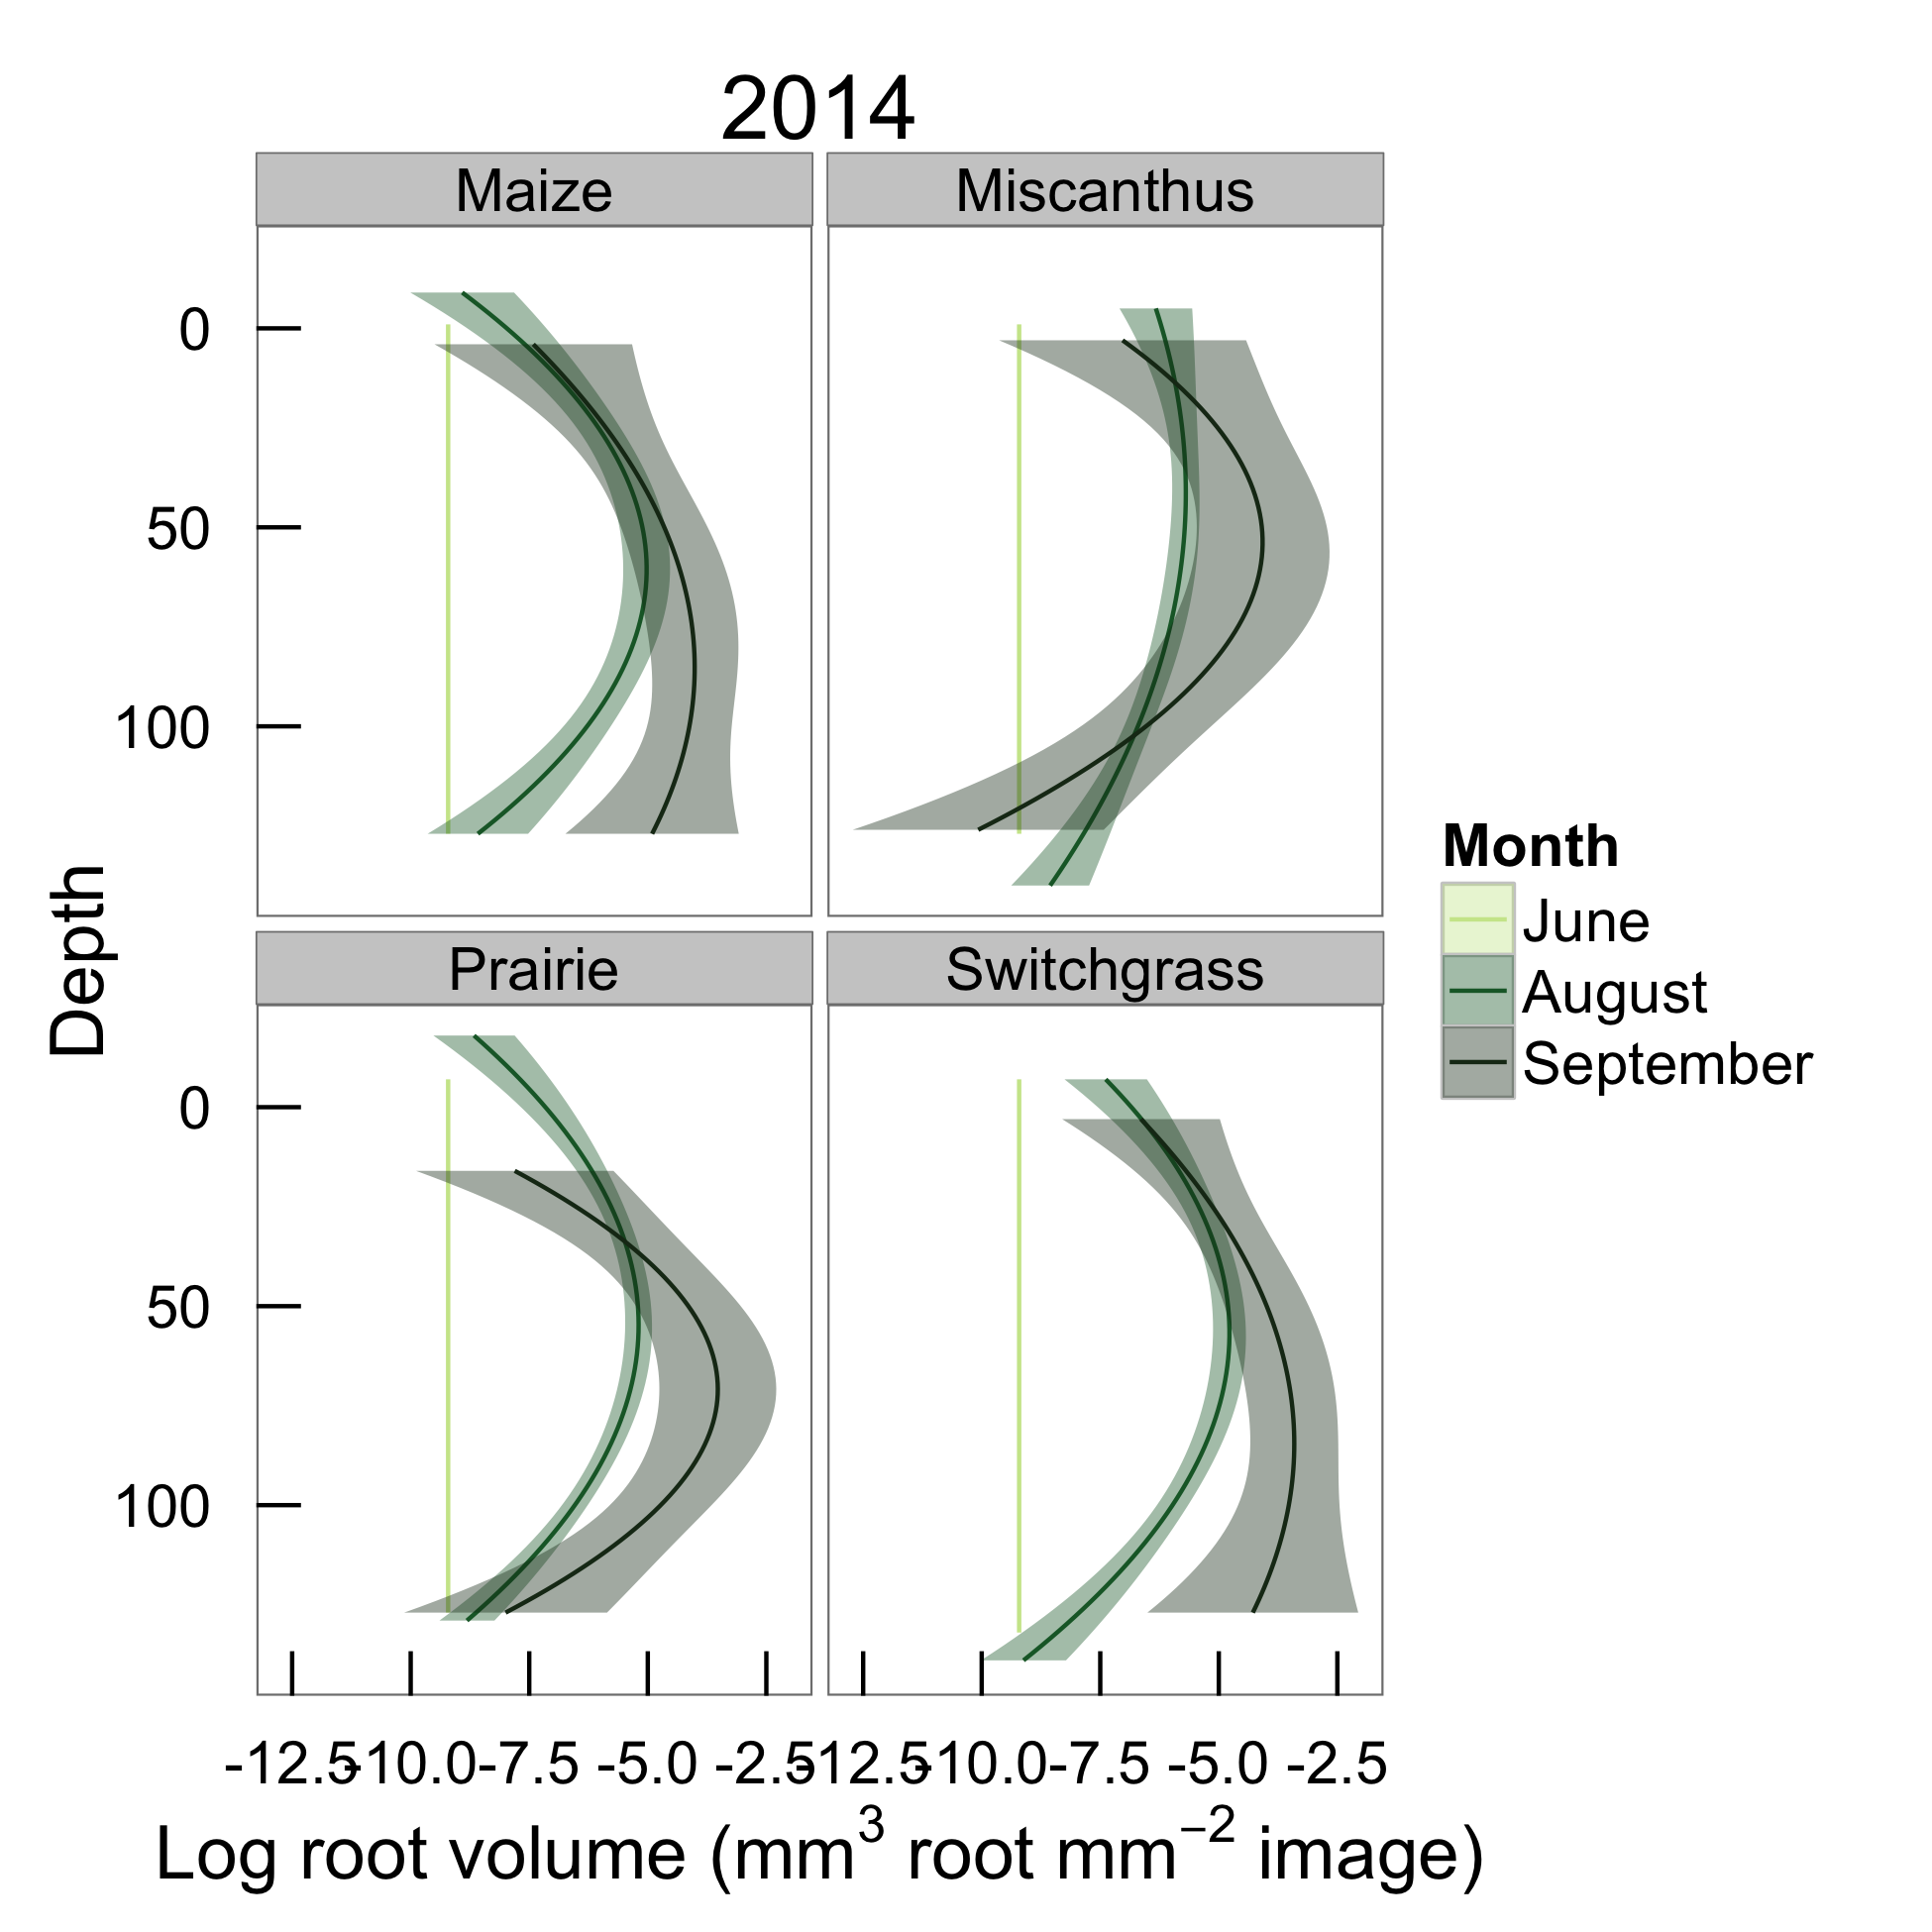 2014
Maize Miscanthus
0
50
100
Depth
Prairie Switchgrass
0
50
100
-12.5 -10.0 -7.5 -5.0 -2.5 -12.5 -10.0 -7.5 -5.0 -2.5
Log root volume (mm³ root mm⁻² image)
Month
June
August
September